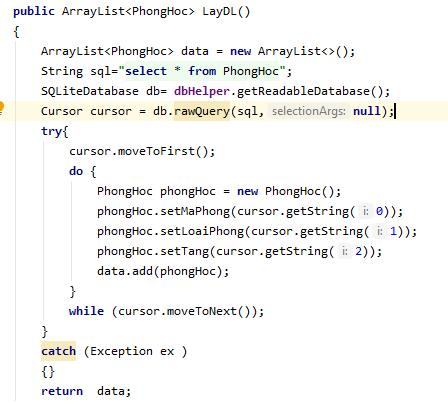 public ArrayList<PhongHoc> LayDL()
{
    ArrayList<PhongHoc> data = new ArrayList<>();
    String sql="select * from PhongHoc";
    SQLiteDatabase db= dbHelper.getReadableDatabase();
    Cursor cursor = db.rawQuery(sql, selectionArgs: null);
    try{
        cursor.moveToFirst();
        do {
            PhongHoc phongHoc = new PhongHoc();
            phongHoc.setMaPhong(cursor.getString( i: 0));
            phongHoc.setLoaiPhong(cursor.getString( i: 1));
            phongHoc.setTang(cursor.getString( i: 2));
            data.add(phongHoc);
        }
        while (cursor.moveToNext());
    }
    catch (Exception ex )
    {}
    return  data;